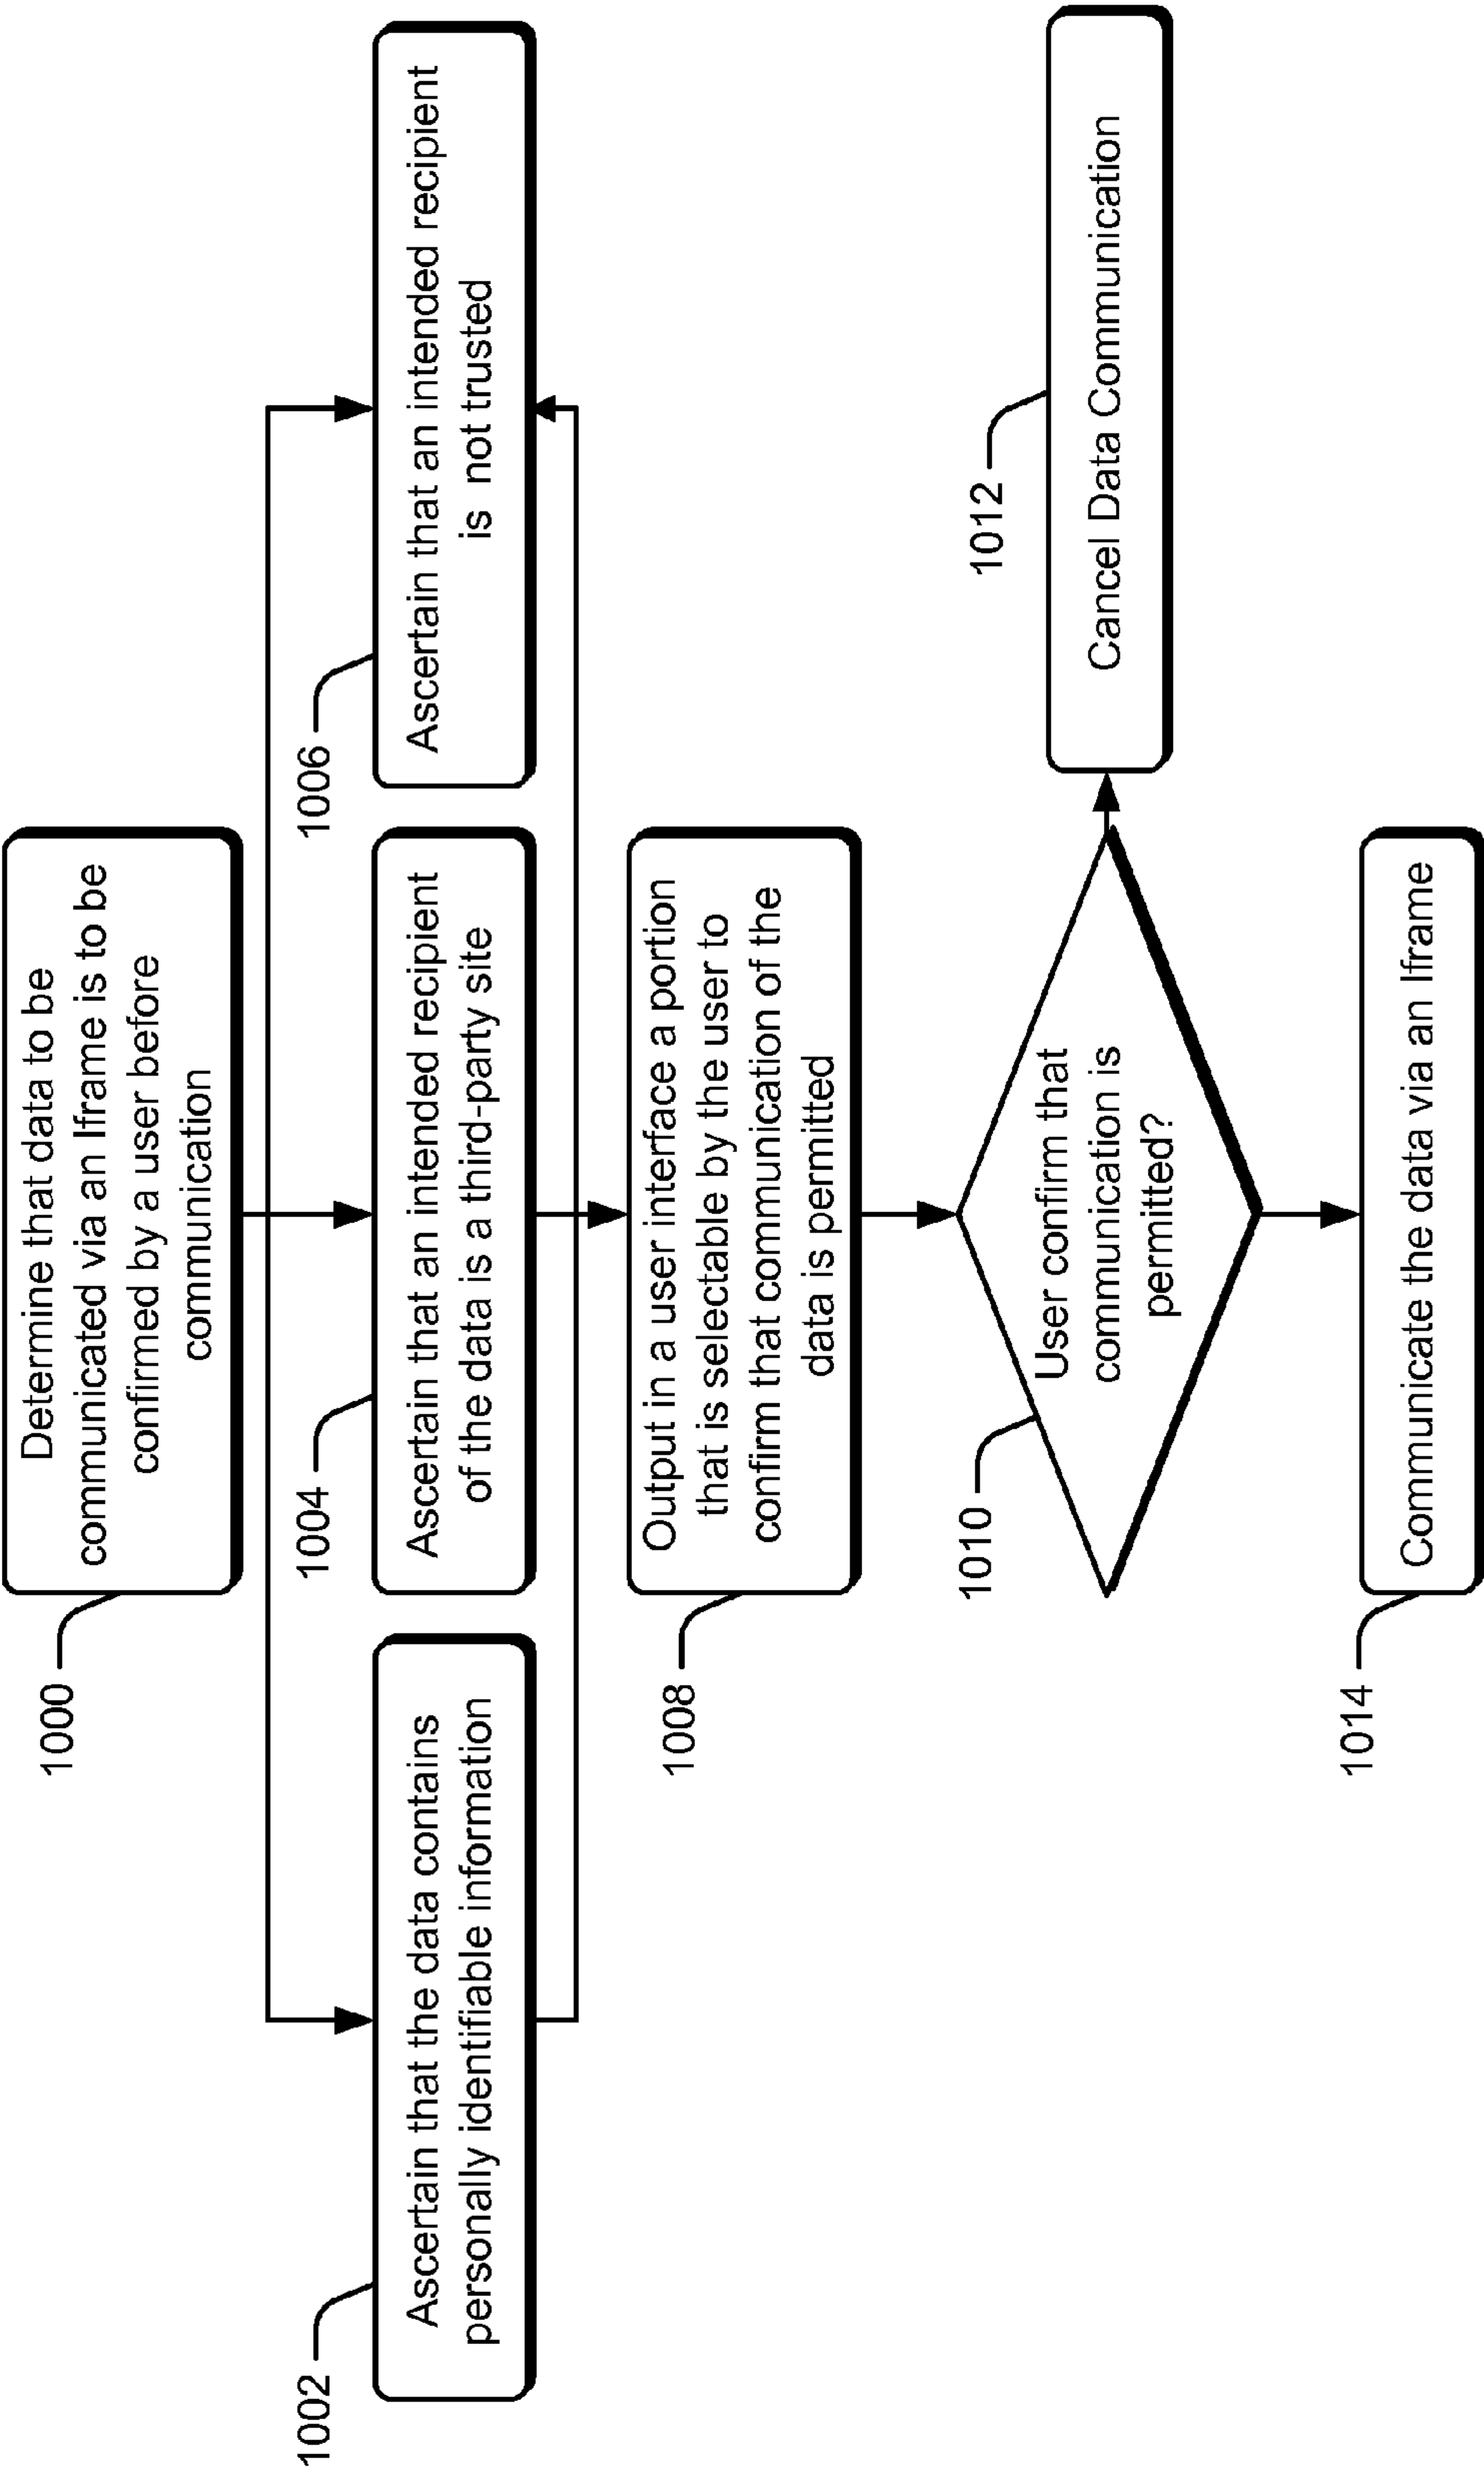 1000
Determine that data to be
communicated via an Iframe is to be
confirmed by a user before
communication
1002
Ascertain that the data contains
personally identifiable information
1004
Ascertain that an intended recipient
of the data is a third-party site
1006
Ascertain that an intended recipient
is not trusted
1008
Output in a user interface a portion
that is selectable by the user to
confirm that communication of the
data is permitted
1010
User confirm that
communication is
permitted?
1012
Cancel Data Communication
1014
Communicate the data via an Iframe